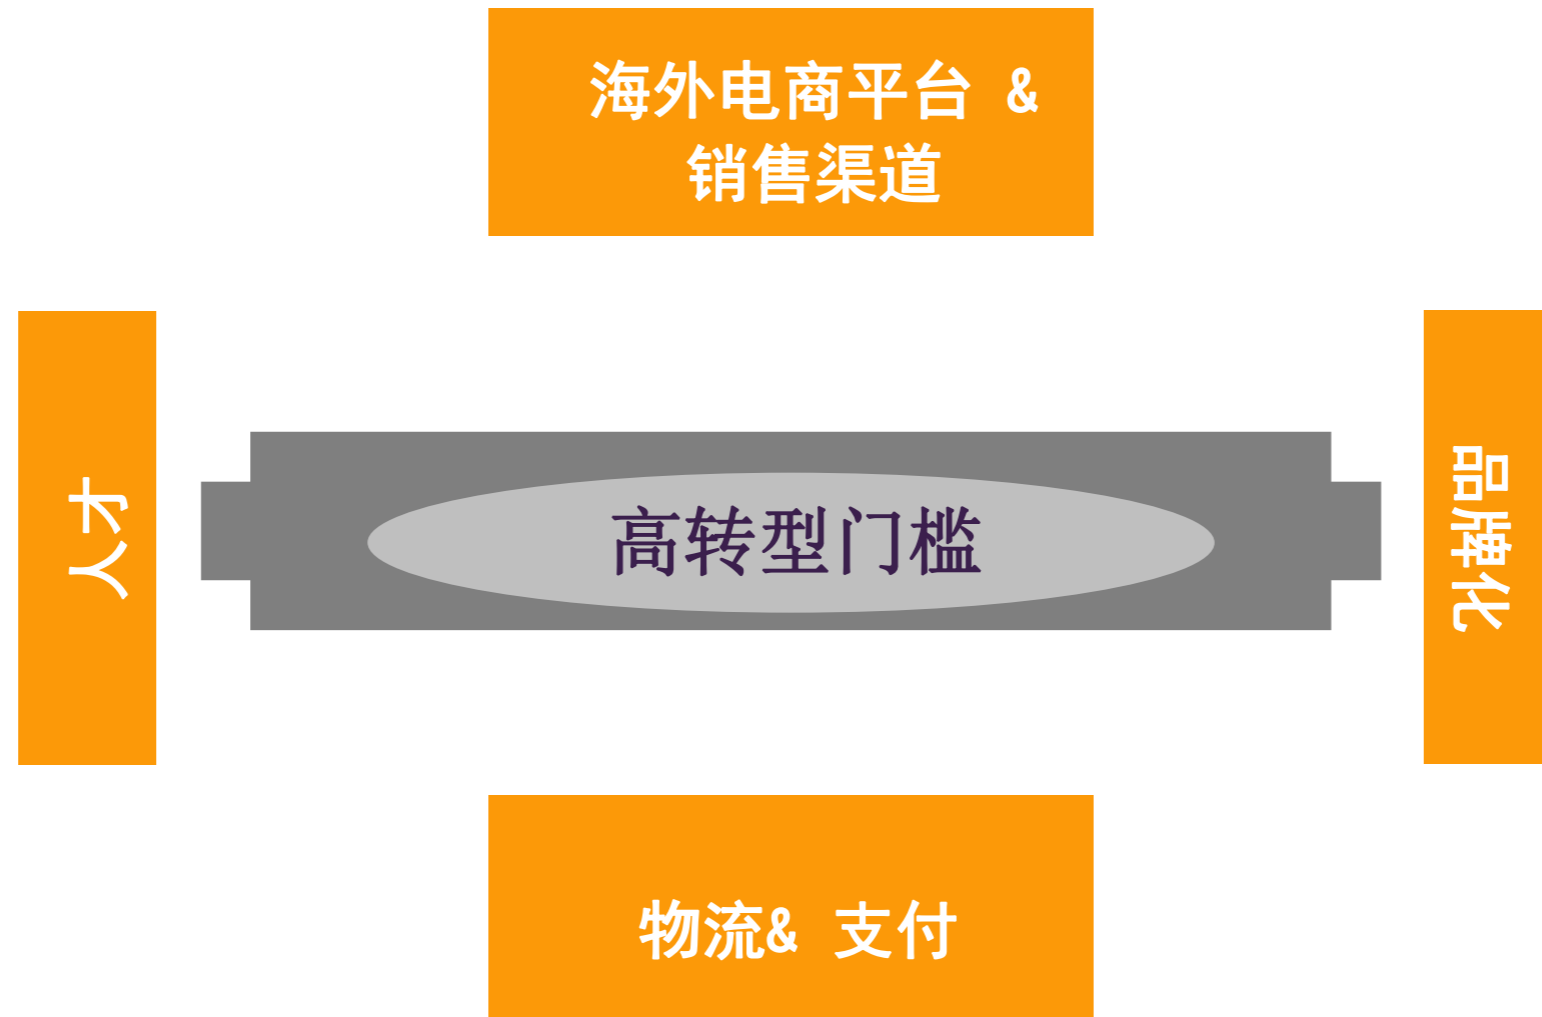 海外电商平台 &
销售渠道
人才
高转型门槛
品牌化
物流& 支付